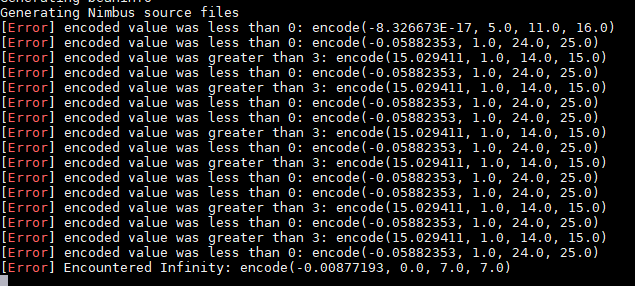 Generating beaninfo
Generating Nimbus source files
[Error] encoded value was less than 0: encode(-8.326673E-17, 5.0, 11.0, 16.0)
[Error] encoded value was less than 0: encode(-0.05882353, 1.0, 24.0, 25.0)
[Error] encoded value was greater than 3: encode(15.029411, 1.0, 14.0, 15.0)
[Error] encoded value was less than 0: encode(-0.05882353, 1.0, 24.0, 25.0)
[Error] encoded value was greater than 3: encode(15.029411, 1.0, 14.0, 15.0)
[Error] encoded value was less than 0: encode(-0.05882353, 1.0, 24.0, 25.0)
[Error] encoded value was less than 0: encode(-0.05882353, 1.0, 24.0, 25.0)
[Error] encoded value was greater than 3: encode(15.029411, 1.0, 14.0, 15.0)
[Error] encoded value was less than 0: encode(-0.05882353, 1.0, 24.0, 25.0)
[Error] encoded value was greater than 3: encode(15.029411, 1.0, 14.0, 15.0)
[Error] encoded value was less than 0: encode(-0.05882353, 1.0, 24.0, 25.0)
[Error] encoded value was less than 0: encode(-0.05882353, 1.0, 24.0, 25.0)
[Error] encoded value was greater than 3: encode(15.029411, 1.0, 14.0, 15.0)
[Error] encoded value was less than 0: encode(-0.05882353, 1.0, 24.0, 25.0)
[Error] encoded value was greater than 3: encode(15.029411, 1.0, 14.0, 15.0)
[Error] encoded value was less than 0: encode(-0.05882353, 1.0, 24.0, 25.0)
[Error] Encountered Infinity: encode(-0.00877193, 0.0, 7.0, 7.0)